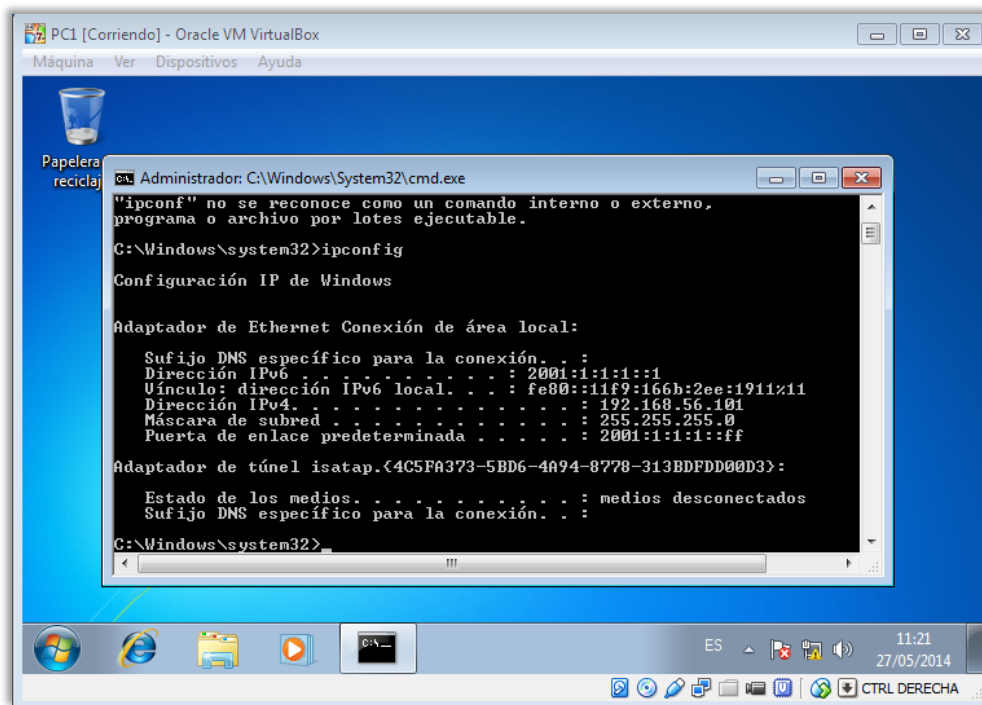 PC1 [Corriendo] - Oracle VM VirtualBox
Máquina Ver Dispositivos Ayuda
Papelera
reciclaj
Administrador: C:\Windows\System32\cmd.exe
"ipconf" no se reconoce como un comando interno o externo,
programa o archivo por lotes ejecutable.
C:\Windows\system32>ipconfig
Configuración IP de Windows
Adaptador de Ethernet Conexión de área local:
Sufijo DNS específico para la conexión. . :
Dirección IPv6 . . . . . . . . . . : 2001:1:1:1::1
Vínculo: dirección IPv6 local. . . : fe80::11f9:166b:2ee:1911%11
Dirección IPv4. . . . . . . . . . . . . . : 192.168.56.101
Máscara de subred . . . . . . . . . . . . : 255.255.255.0
Puerta de enlace predeterminada . . . . . : 2001:1:1:1::ff
Adaptador de túnel isatap.{4C5FA373-5BD6-4A94-8778-313BDFDD00D3}:
Estado de los medios. . . . . . . . . . . : medios desconectados
Sufijo DNS específico para la conexión. . :
C:\Windows\system32>_
C:\_
ES
11:21
27/05/2014
CTRL DERECHA